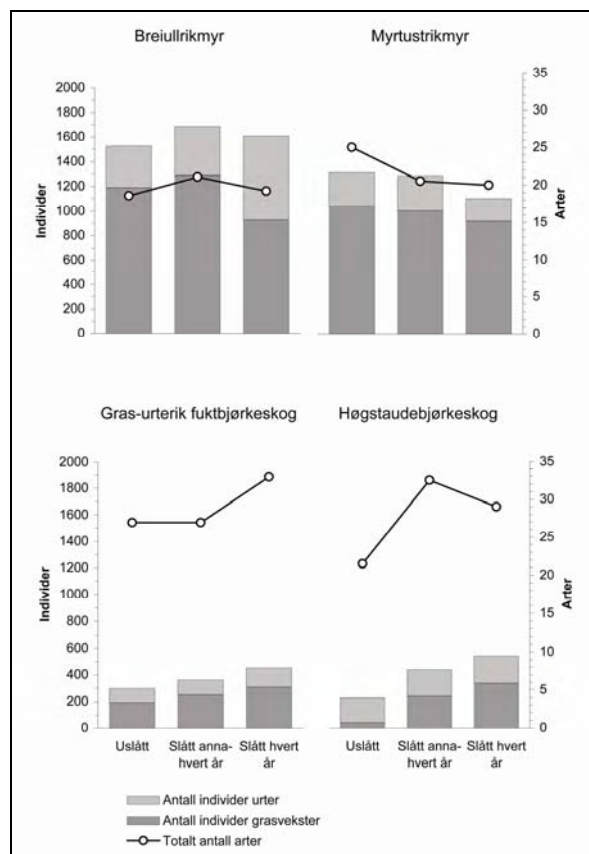 Breiullrikmyr
Myrtustrikmyr
Individer
2000
1800
1600
1400
1200
1000
800
600
400
200
0
35
30
25
20
15
10
5
0
Arter
Gras-urterik fuktbjørkeskog
Høgstaudebjørkeskog
Individer
2000
1800
1600
1400
1200
1000
800
600
400
200
0
35
30
25
20
15
10
5
0
Arter
Uslått
Slått anna-
hvert år
Slått hvert
år
Uslått
Slått anna-
hvert år
Slått hvert
år
Antall individer urter
Antall individer grasvekster
Totalt antall arter